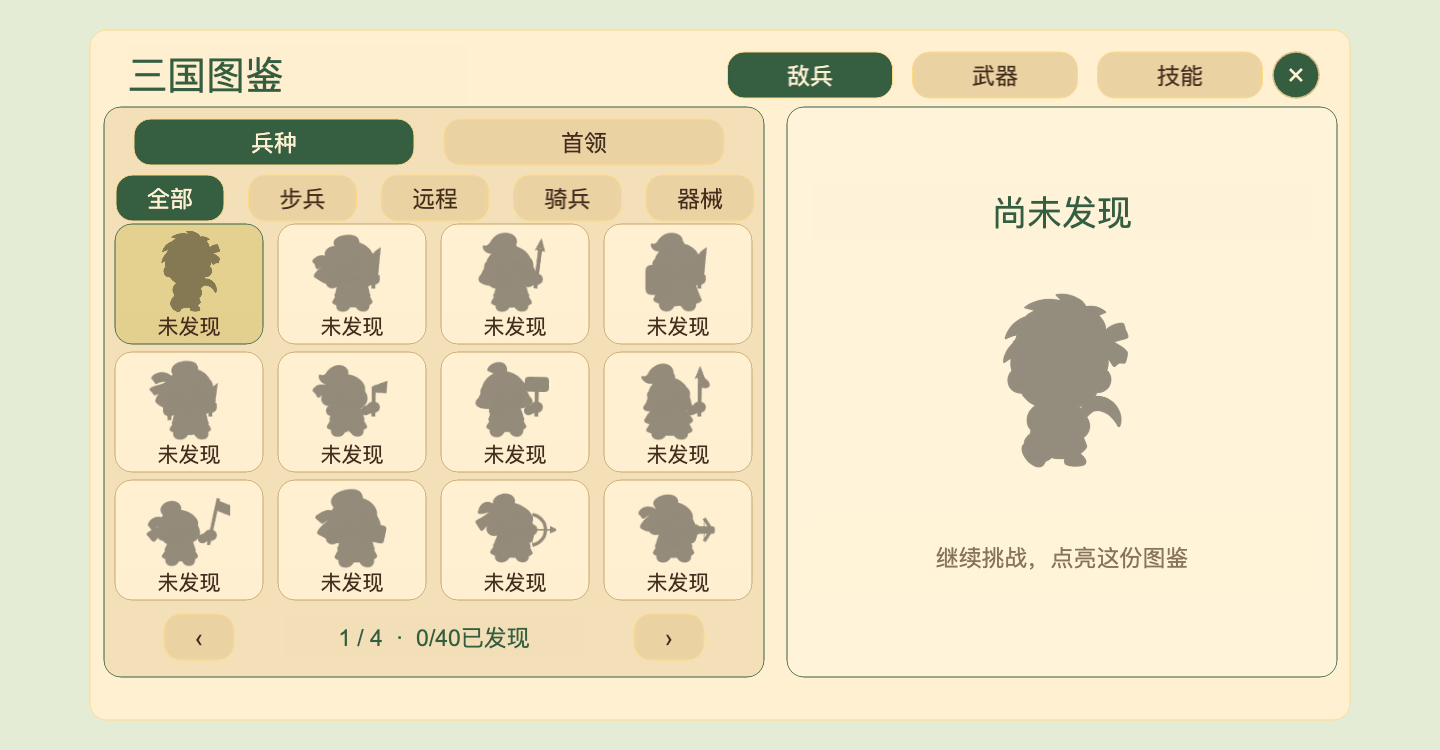 三国图鉴
敌兵 武器 技能 ×
兵种 首领
全部 步兵 远程 骑兵 器械
未发现 未发现 未发现 未发现
未发现 未发现 未发现 未发现
未发现 未发现 未发现 未发现
‹ 1 / 4 · 0/40已发现 ›
尚未发现
继续挑战，点亮这份图鉴